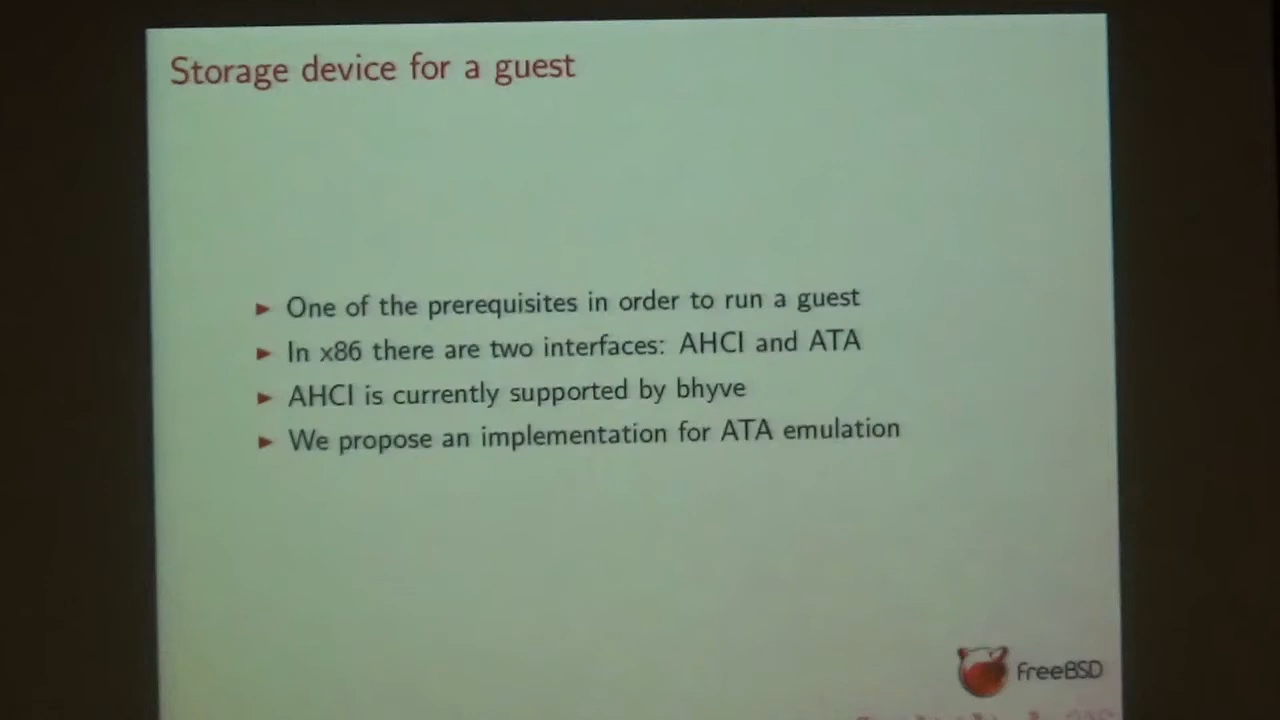 Storage device for a guest
One of the prerequisites in order to run a guest
In x86 there are two interfaces: AHCI and ATA
AHCI is currently supported by bhyve
We propose an implementation for ATA emulation
FreeBSD